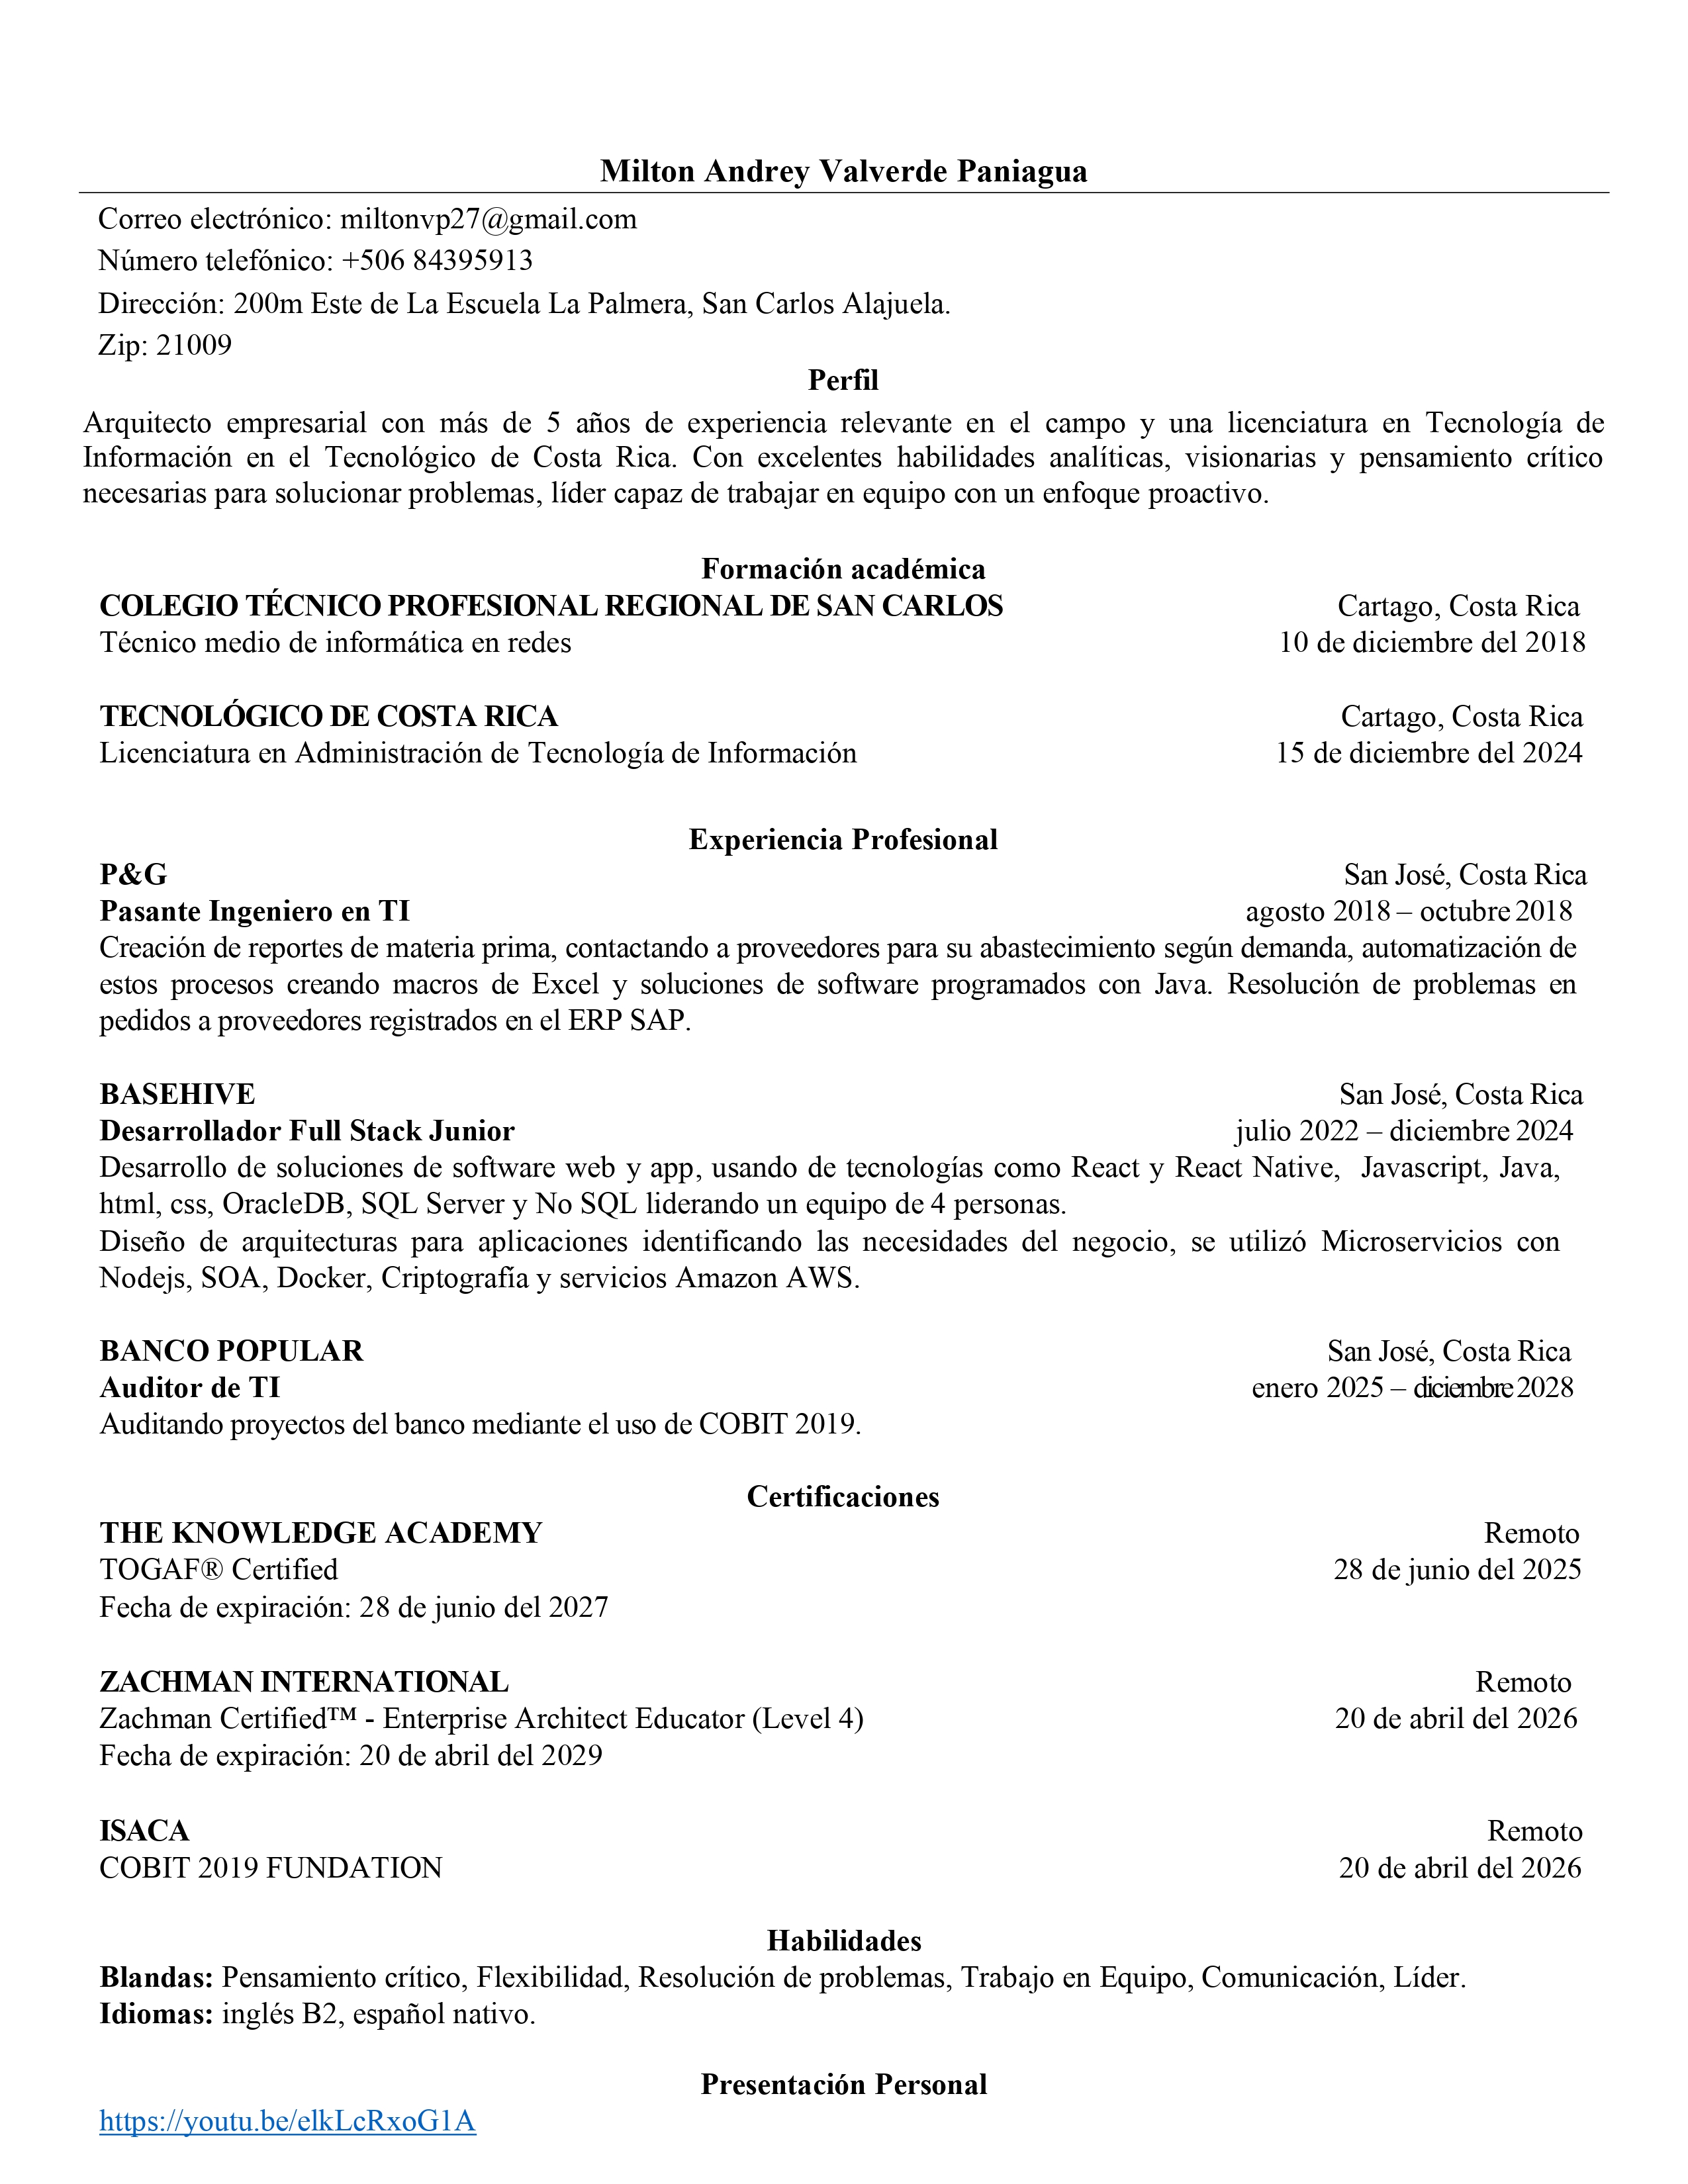 Milton Andrey Valverde Paniagua
Correo electrónico: miltonvp27@gmail.com
Número telefónico: +506 84395913
Dirección: 200m Este de La Escuela La Palmera, San Carlos Alajuela.
Zip: 21009
Perfil
Arquitecto empresarial con más de 5 años de experiencia relevante en el campo y una licenciatura en Tecnología de
Información en el Tecnológico de Costa Rica. Con excelentes habilidades analíticas, visionarias y pensamiento crítico
necesarias para solucionar problemas, líder capaz de trabajar en equipo con un enfoque proactivo.
Formación académica
COLEGIO TÉCNICO PROFESIONAL REGIONAL DE SAN CARLOS Cartago, Costa Rica
Técnico medio de informática en redes 10 de diciembre del 2018
TECNOLÓGICO DE COSTA RICA Cartago, Costa Rica
Licenciatura en Administración de Tecnología de Información 15 de diciembre del 2024
Experiencia Profesional
P&G San José, Costa Rica
Pasante Ingeniero en TI agosto 2018 – octubre 2018
Creación de reportes de materia prima, contactando a proveedores para su abastecimiento según demanda, automatización de
estos procesos creando macros de Excel y soluciones de software programados con Java. Resolución de problemas en
pedidos a proveedores registrados en el ERP SAP.
BASEHIVE San José, Costa Rica
Desarrollador Full Stack Junior julio 2022 – diciembre 2024
Desarrollo de soluciones de software web y app, usando de tecnologías como React y React Native, Javascript, Java,
html, css, OracleDB, SQL Server y No SQL liderando un equipo de 4 personas.
Diseño de arquitecturas para aplicaciones identificando las necesidades del negocio, se utilizó Microservicios con
Nodejs, SOA, Docker, Criptografía y servicios Amazon AWS.
BANCO POPULAR San José, Costa Rica
Auditor de TI enero 2025 – diciembre 2028
Auditando proyectos del banco mediante el uso de COBIT 2019.
Certificaciones
THE KNOWLEDGE ACADEMY Remoto
TOGAF® Certified 28 de junio del 2025
Fecha de expiración: 28 de junio del 2027
ZACHMAN INTERNATIONAL Remoto
Zachman Certified™ - Enterprise Architect Educator (Level 4) 20 de abril del 2026
Fecha de expiración: 20 de abril del 2029
ISACA Remoto
COBIT 2019 FUNDATION 20 de abril del 2026
Habilidades
Blandas: Pensamiento crítico, Flexibilidad, Resolución de problemas, Trabajo en Equipo, Comunicación, Líder.
Idiomas: inglés B2, español nativo.
Presentación Personal
https://youtu.be/elkLcRxoG1A